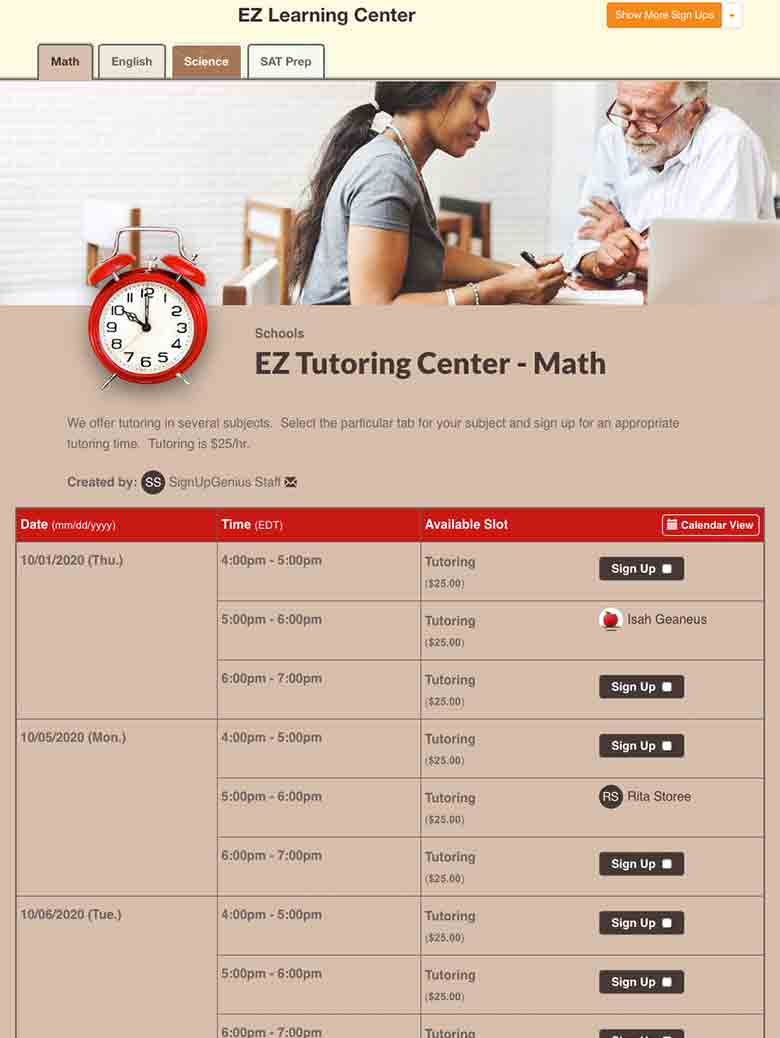 EZ Learning Center
Show More Sign Ups
Math English Science SAT Prep
12
10 2
9 3
8 4
7 6 5
Schools
EZ Tutoring Center - Math
We offer tutoring in several subjects. Select the particular tab for your subject and sign up for an appropriate
tutoring time. Tutoring is $25/hr.
Created by: SS SignUpGenius Staff
Date (mm/dd/yyyy) Time (EDT) Available Slot Calendar View
10/01/2020 (Thu.) 4:00pm - 5:00pm Tutoring Sign Up
($25.00)
5:00pm - 6:00pm Tutoring Isah Geaneus
($25.00)
6:00pm - 7:00pm Tutoring Sign Up
($25.00)
10/05/2020 (Mon.) 4:00pm - 5:00pm Tutoring Sign Up
($25.00)
5:00pm - 6:00pm Tutoring RS Rita Storee
($25.00)
6:00pm - 7:00pm Tutoring Sign Up
($25.00)
10/06/2020 (Tue.) 4:00pm - 5:00pm Tutoring Sign Up
($25.00)
5:00pm - 6:00pm Tutoring Sign Up
($25.00)
6:00pm - 7:00pm Tutoring